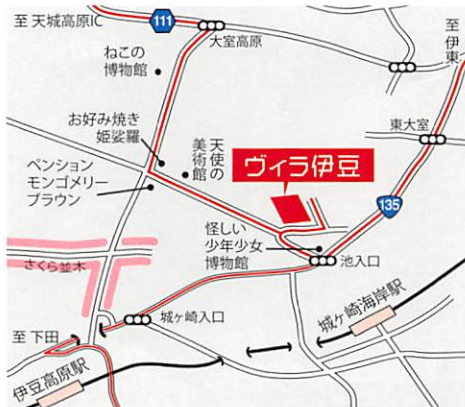 至 天城高原IC
111
大室高原
至
伊
東
ねこの
博物館
東大室
お好み焼き
姫娑羅
天使の
美術館
ヴィラ伊豆
ペンション
モンゴメリー
ブラウン
135
怪しい
少年少女
博物館
池入口
さくら並木
城ヶ崎入口
城ヶ崎海岸駅
至 下田
伊豆高原駅